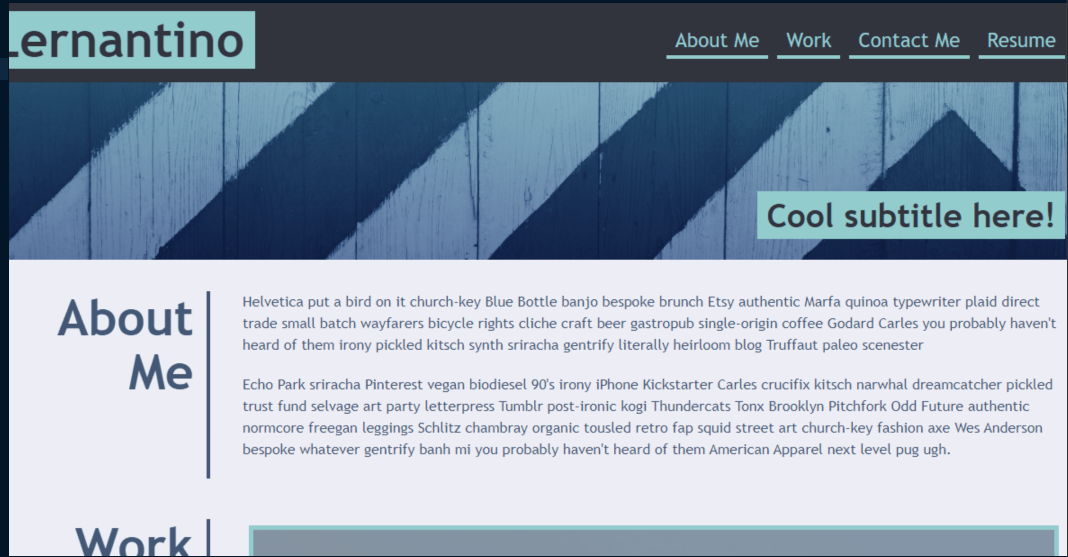 Lernantino
About Me Work Contact Me Resume
Cool subtitle here!
About
Me
Helvetica put a bird on it church-key Blue Bottle banjo bespoke brunch Etsy authentic Marfa quinoa typewriter plaid direct
trade small batch wayfarers bicycle rights cliche craft beer gastropub single-origin coffee Godard Carles you probably haven't
heard of them irony pickled kitsch synth sriracha gentrify literally heirloom blog Truffaut paleo scenester
Echo Park sriracha Pinterest vegan biodiesel 90's irony iPhone Kickstarter Carles crucifix kitsch narwhal dreamcatcher pickled
trust fund selvage art party letterpress Tumblr post-ironic kogi Thundercats Tonx Brooklyn Pitchfork Odd Future authentic
normcore freegan leggings Schlitz chambray organic tousled retro fap squid street art church-key fashion axe Wes Anderson
bespoke whatever gentrify banh mi you probably haven't heard of them American Apparel next level pug ugh.
Work